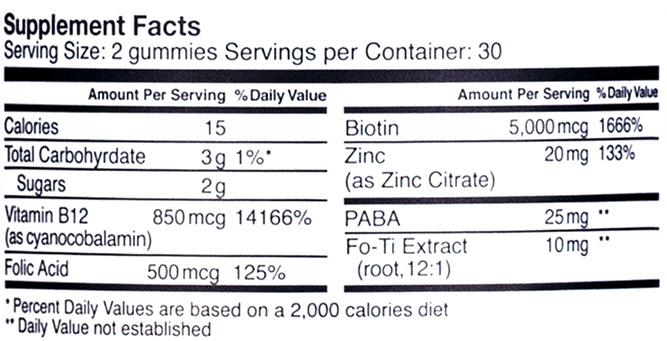 Supplement Facts
Serving Size: 2 gummies Servings per Container: 30
Amount Per Serving % Daily Value
Calories 15
Total Carbohyrdate 3g 1%*
Sugars 2g
Vitamin B12 850 mcg 14166%
(as cyanocobalamin)
Folic Acid 500 mcg 125%
Amount Per Serving % Daily Value
Biotin 5,000 mcg 1666%
Zinc 20 mg 133%
(as Zinc Citrate)
PABA 25 mg **
Fo-Ti Extract 10 mg **
(root, 12:1)
* Percent Daily Values are based on a 2,000 calories diet
** Daily Value not established